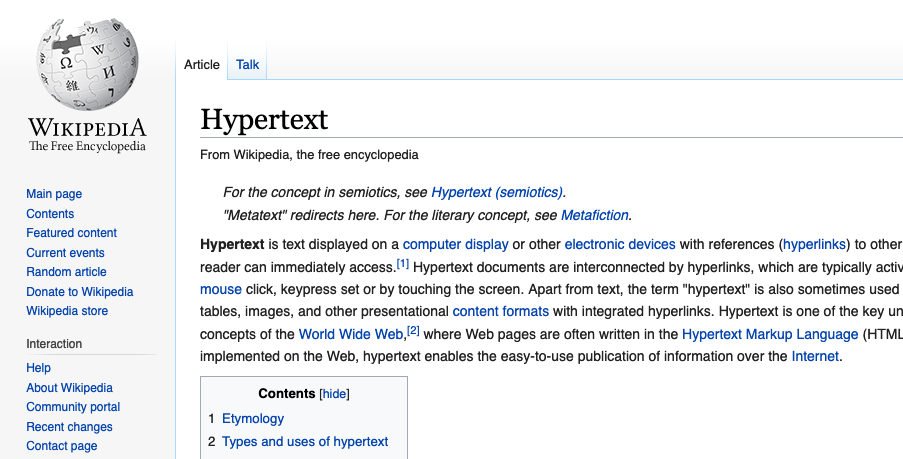 WIKIPEDIA
The Free Encyclopedia
Main page
Contents
Featured content
Current events
Random article
Donate to Wikipedia
Wikipedia store
Interaction
Help
About Wikipedia
Community portal
Recent changes
Contact page
Article Talk
Hypertext
From Wikipedia, the free encyclopedia
For the concept in semiotics, see Hypertext (semiotics).
"Metatext" redirects here. For the literary concept, see Metafiction.
Hypertext is text displayed on a computer display or other electronic devices with references (hyperlinks) to other
reader can immediately access.[1] Hypertext documents are interconnected by hyperlinks, which are typically
mouse click, keypress set or by touching the screen. Apart from text, the term "hypertext" is also sometimes used
tables, images, and other presentational content formats with integrated hyperlinks. Hypertext is one of the key
concepts of the World Wide Web,[2] where Web pages are often written in the Hypertext Markup Language (HTML
implemented on the Web, hypertext enables the easy-to-use publication of information over the Internet.
Contents [hide]
1 Etymology
2 Types and uses of hypertext